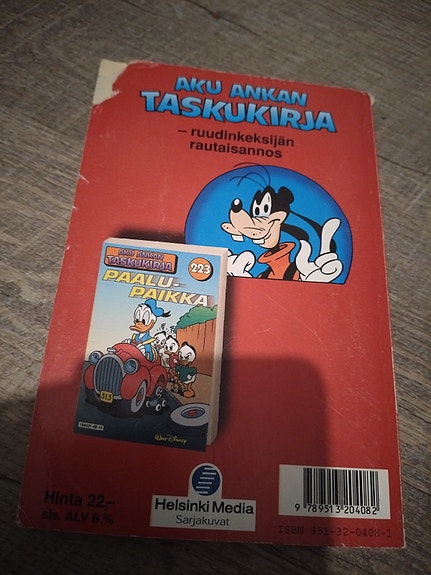 AKU ANKAN
TASKUKIRJA
– ruudinkeksijän
rautaisannos
AKU ANKAN
TASKUKIRJA
223
PAALU-
PAIKKA
313
Walt Disney
Hinta 22,-
sis. ALV 8 %
Helsinki Media
Sarjakuvat
9 789513 204082
ISBN 951-32-0408-1